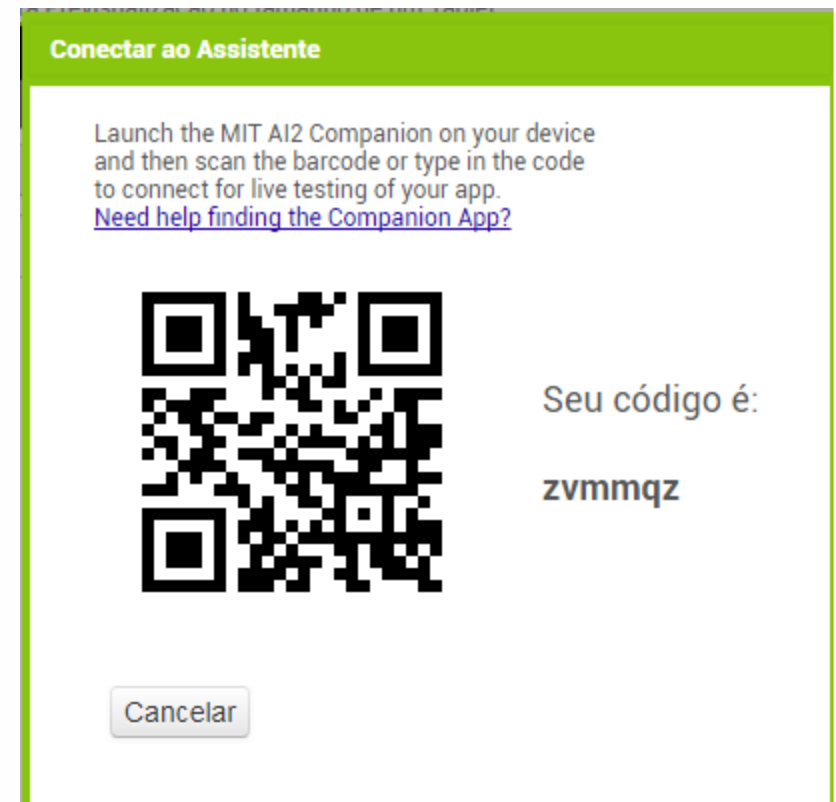 Conectar ao Assistente
Launch the MIT AI2 Companion on your device
and then scan the barcode or type in the code
to connect for live testing of your app.
Need help finding the Companion App?
Seu código é:
zvmmqz
Cancelar